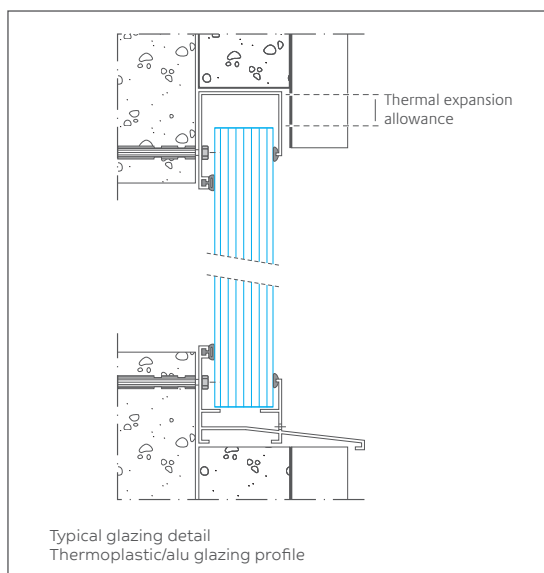 Thermal expansion
allowance
Typical glazing detail
Thermoplastic/alu glazing profile